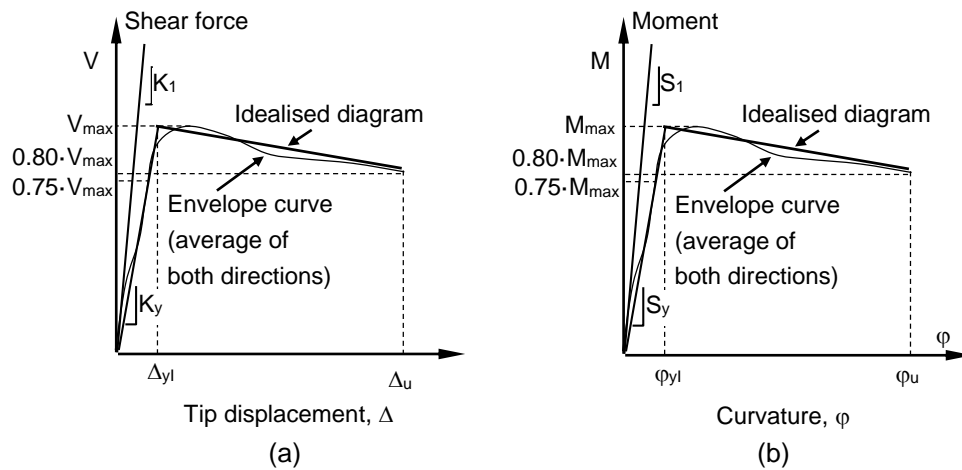 Shear force
V
K1
Idealised diagram
Vmax
0.80·Vmax
0.75·Vmax
Envelope curve
(average of
both directions)
Ky
Δyl
Δu
Tip displacement, Δ
(a)
Moment
M
S1
Idealised diagram
Mmax
0.80·Mmax
0.75·Mmax
Envelope curve
(average of
both directions)
Sy
φ
φyl
φu
Curvature, φ
(b)